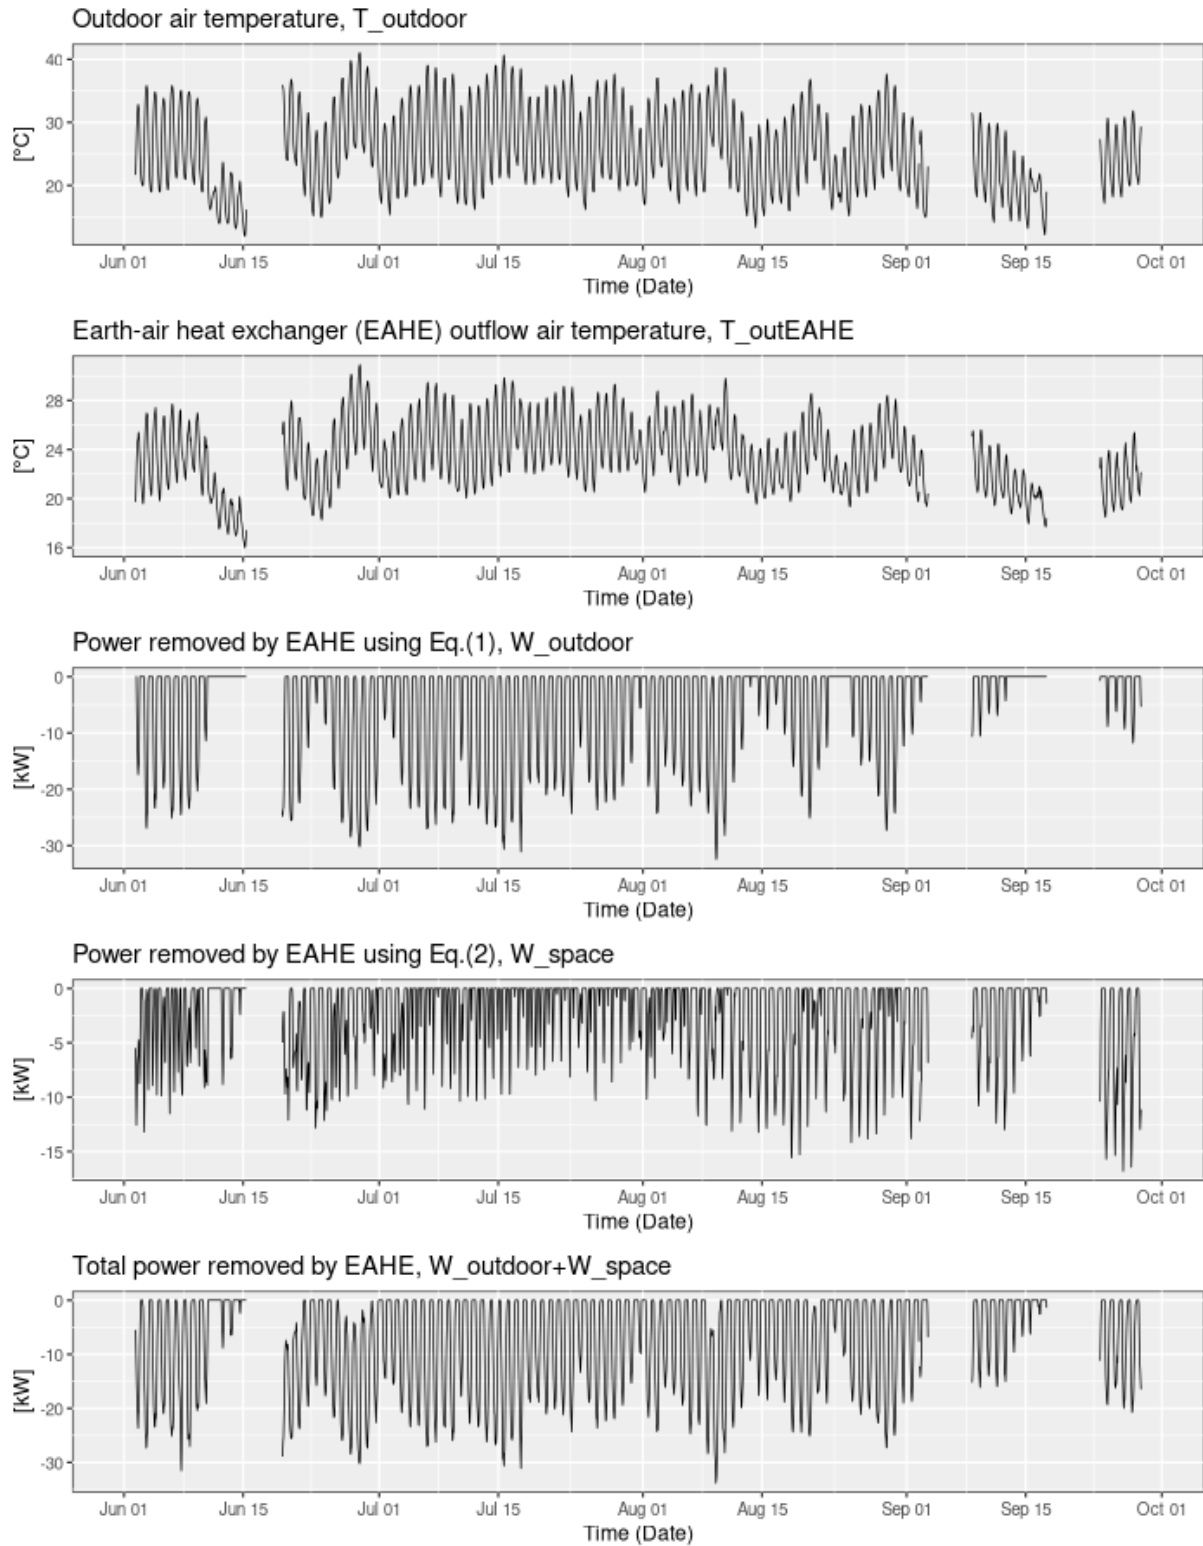 Outdoor air temperature, T_outdoor
40
30
20
[°C]
Jun 01 Jun 15 Jul 01 Jul 15 Aug 01 Aug 15 Sep 01 Sep 15 Oct 01
Time (Date)
Earth-air heat exchanger (EAHE) outflow air temperature, T_outEAHE
28
24
20
16
[°C]
Jun 01 Jun 15 Jul 01 Jul 15 Aug 01 Aug 15 Sep 01 Sep 15 Oct 01
Time (Date)
Power removed by EAHE using Eq.(1), W_outdoor
0
-10
-20
-30
[kW]
Jun 01 Jun 15 Jul 01 Jul 15 Aug 01 Aug 15 Sep 01 Sep 15 Oct 01
Time (Date)
Power removed by EAHE using Eq.(2), W_space
0
-5
-10
-15
[kW]
Jun 01 Jun 15 Jul 01 Jul 15 Aug 01 Aug 15 Sep 01 Sep 15 Oct 01
Time (Date)
Total power removed by EAHE, W_outdoor+W_space
0
-10
-20
-30
[kW]
Jun 01 Jun 15 Jul 01 Jul 15 Aug 01 Aug 15 Sep 01 Sep 15 Oct 01
Time (Date)